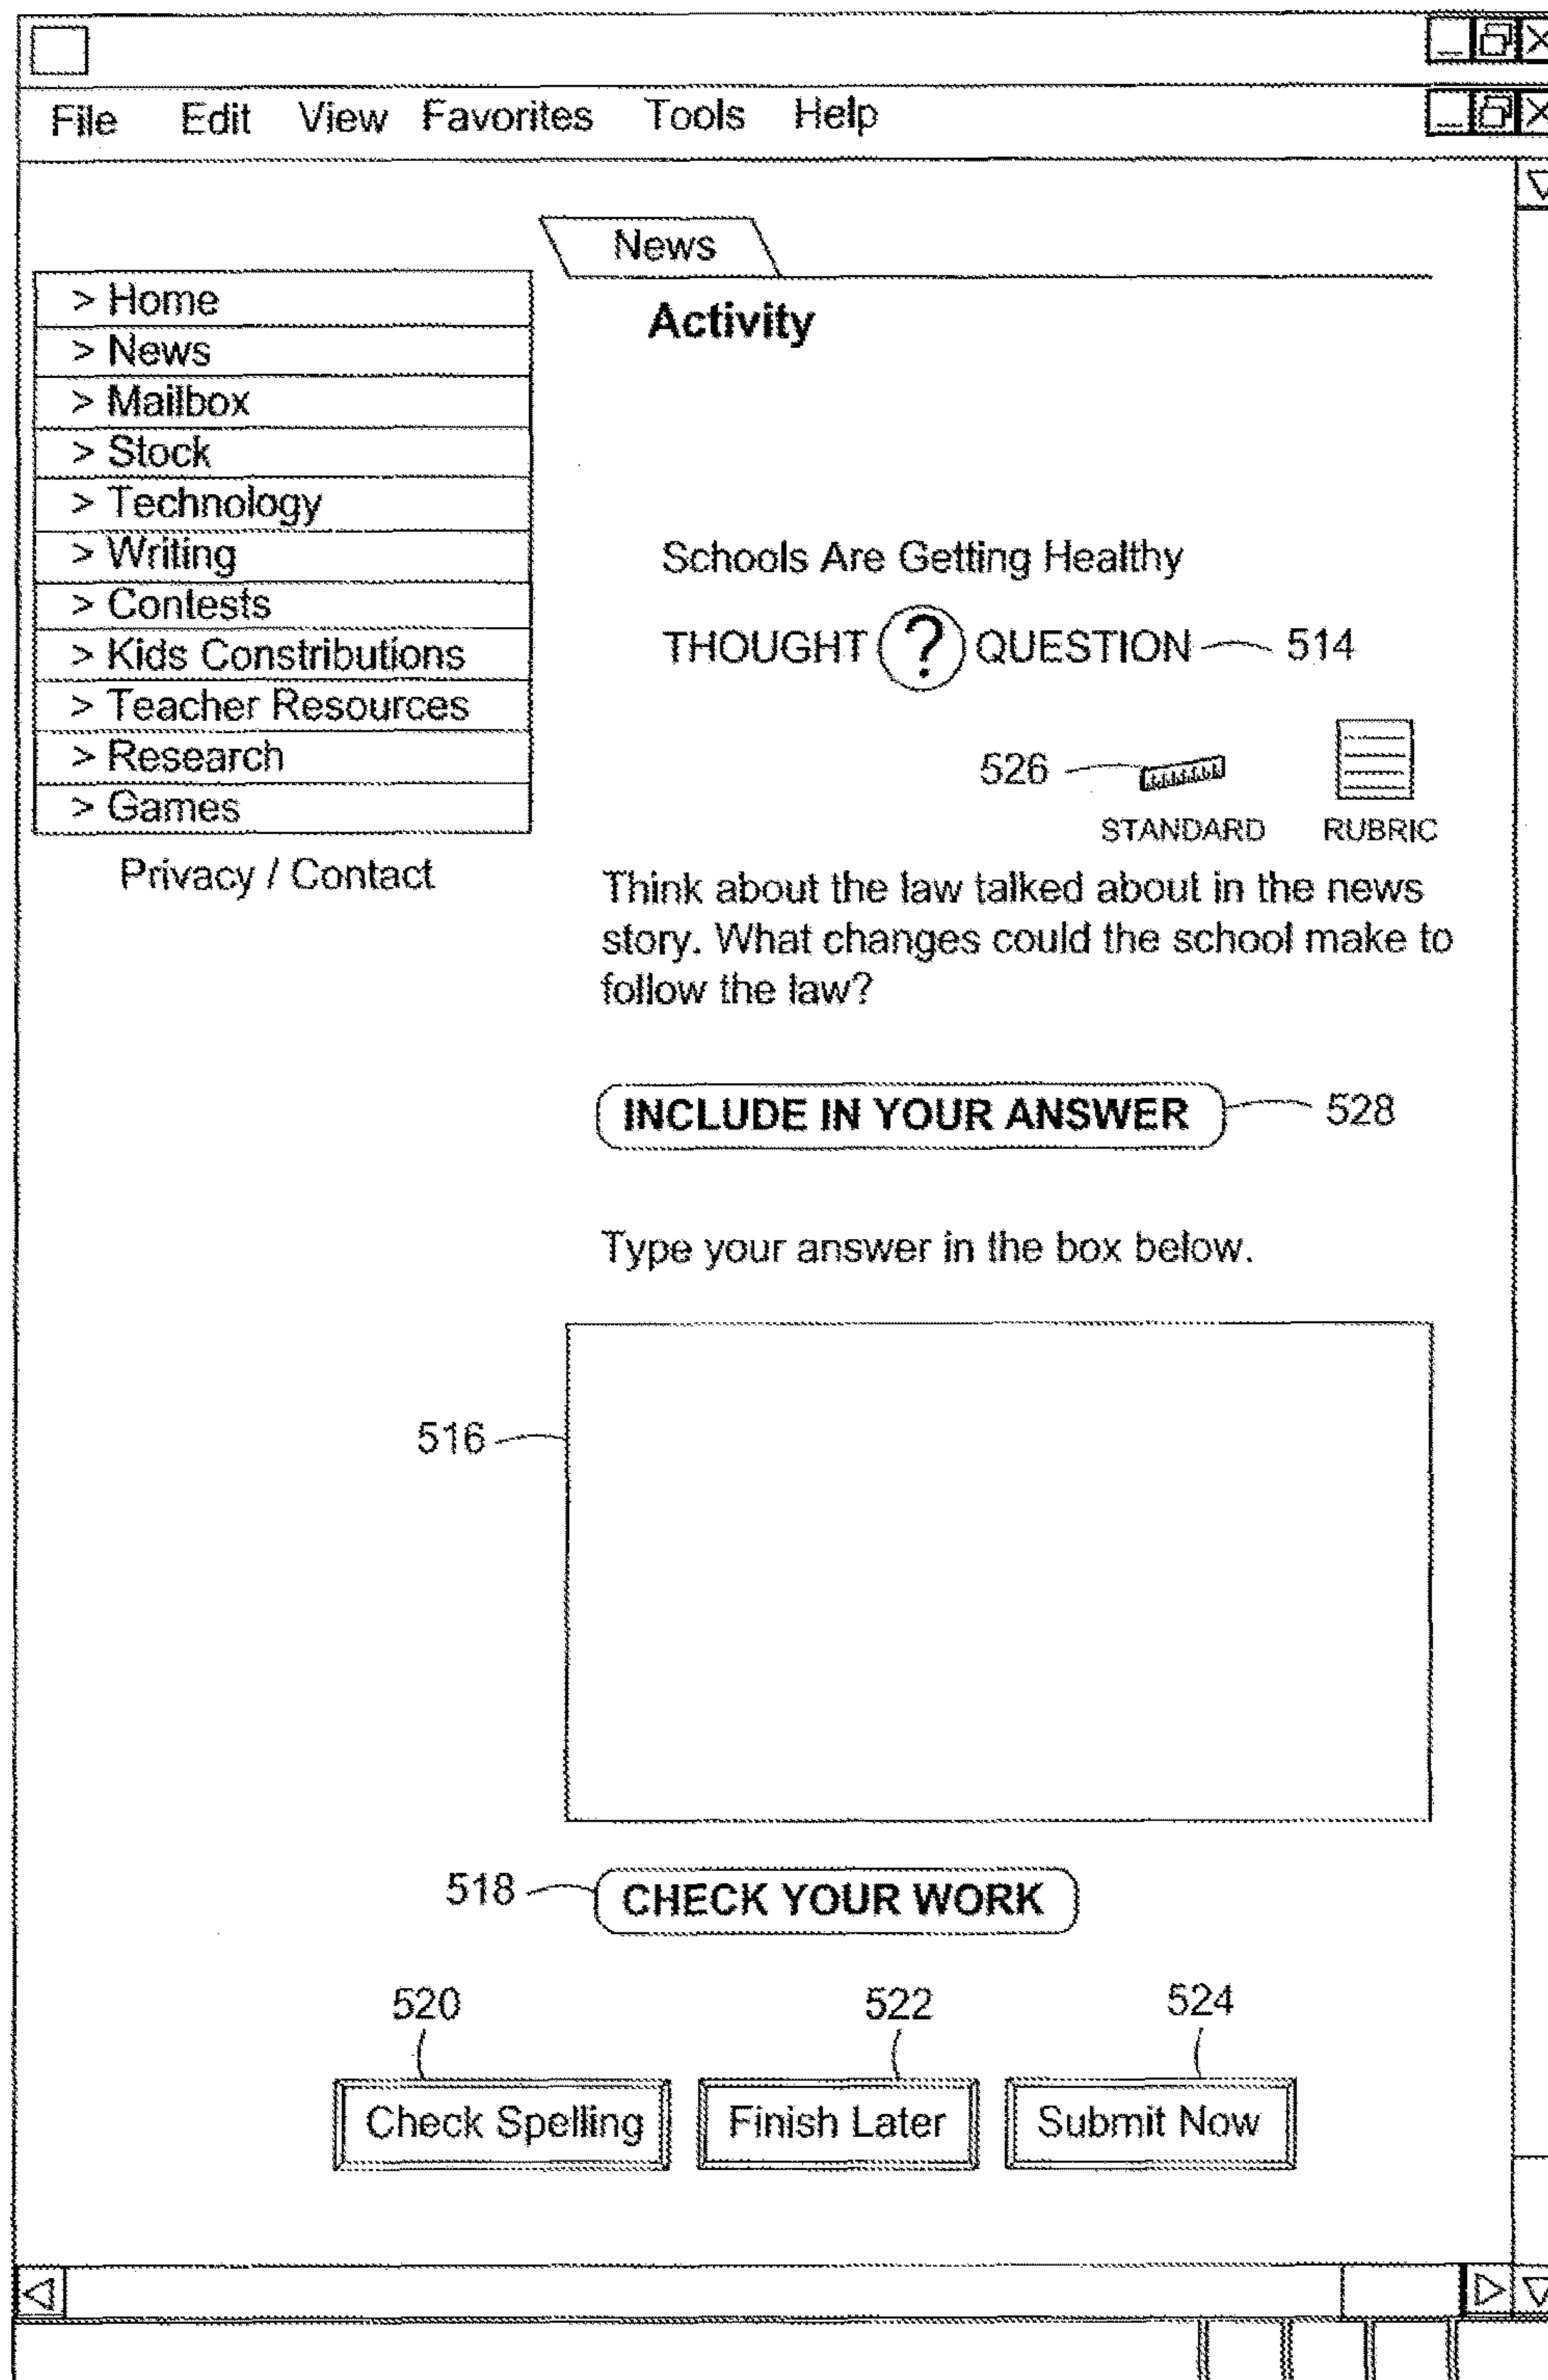 File Edit View Favorites Tools Help
News
> Home
> News
> Mailbox
> Stock
> Technology
> Writing
> Contests
> Kids Constributions
> Teacher Resources
> Research
> Games
Privacy / Contact
Activity
Schools Are Getting Healthy
THOUGHT ? QUESTION 514
526
STANDARD RUBRIC
Think about the law talked about in the news
story. What changes could the school make to
follow the law?
INCLUDE IN YOUR ANSWER 528
Type your answer in the box below.
516
518 CHECK YOUR WORK
520 522 524
Check Spelling Finish Later Submit Now